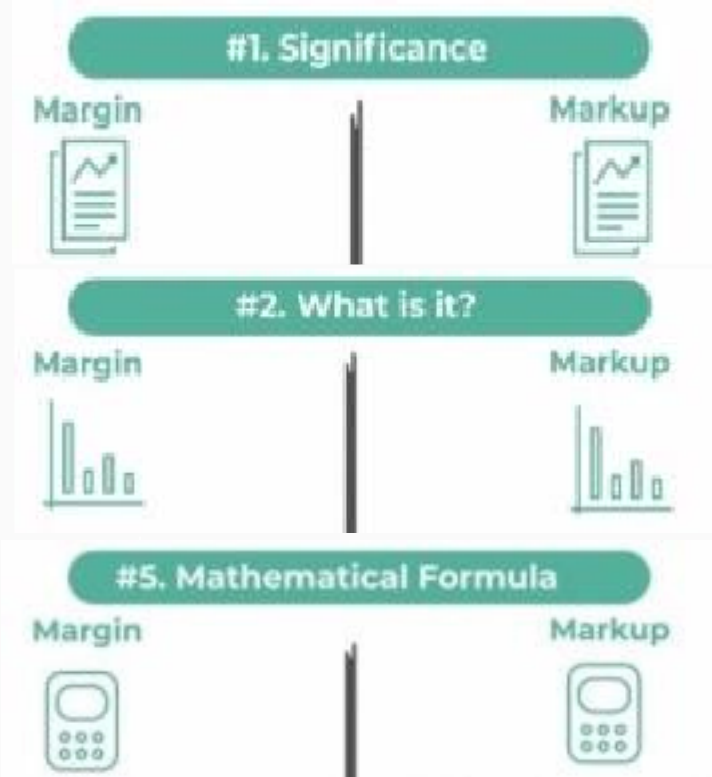 #1. Significance
Margin Markup
#2. What is it?
Margin Markup
#5. Mathematical Formula
Margin Markup